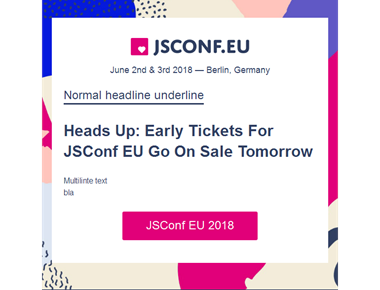 JSCONF.EU
June 2nd & 3rd 2018 — Berlin, Germany
Normal headline underline
Heads Up: Early Tickets For
JSConf EU Go On Sale Tomorrow
Multilinte text
bla
JSConf EU 2018